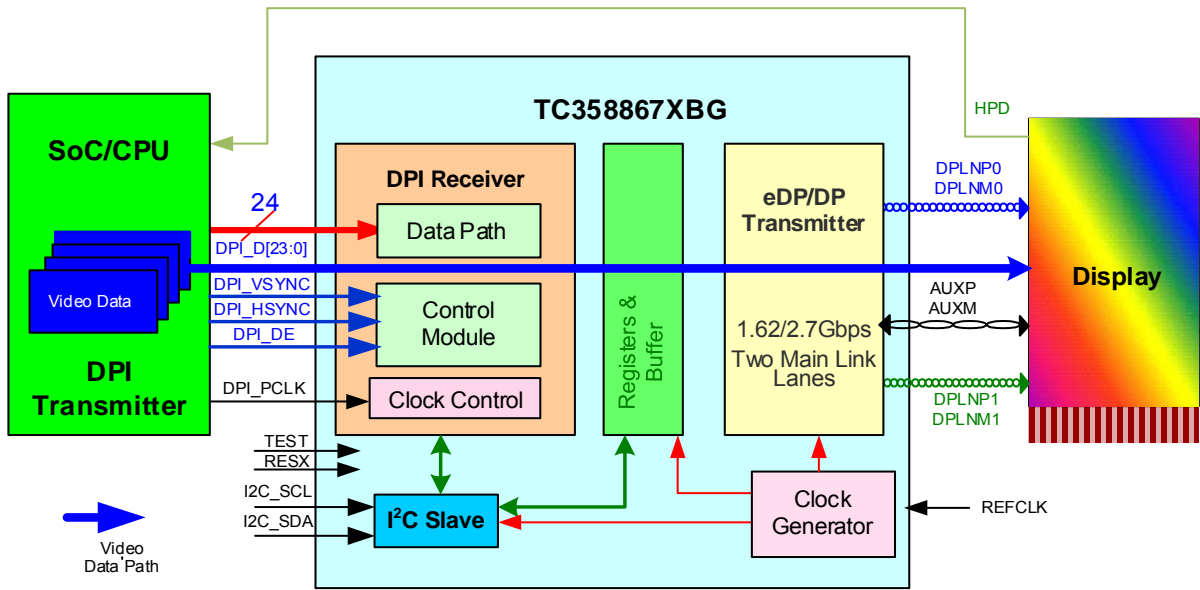 TC358867XBG
HPD
SoC/CPU
24
DPI_D[23:0]
Video Data
DPI_VSYNC
DPI_HSYNC
DPI_DE
DPI
Transmitter
DPI_PCLK
DPI Receiver
Data Path
Control
Module
Clock Control
Registers &
Buffer
eDP/DP
Transmitter
1.62/2.7Gbps
Two Main Link
Lanes
DPLNP0
DPLNM0
AUXP
AUXM
DPLNP1
DPLNM1
Display
TEST
RESX
I2C_SCL
I2C_SDA
I²C Slave
Clock
Generator
REFCLK
Video
Data Path